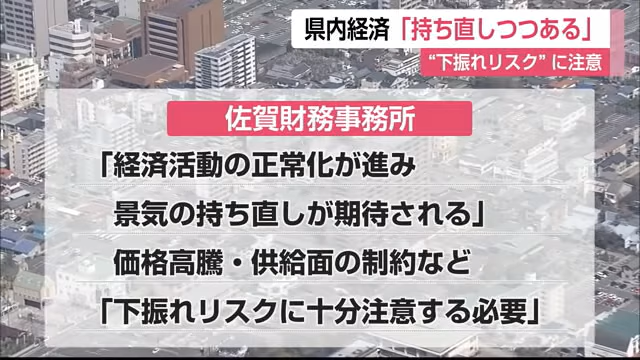 県内経済「持ち直しつつある」
“下振れリスク”に注意
佐賀財務事務所
「経済活動の正常化が進み
景気の持ち直しが期待される」
価格高騰・供給面の制約など
「下振れリスクに十分注意する必要」